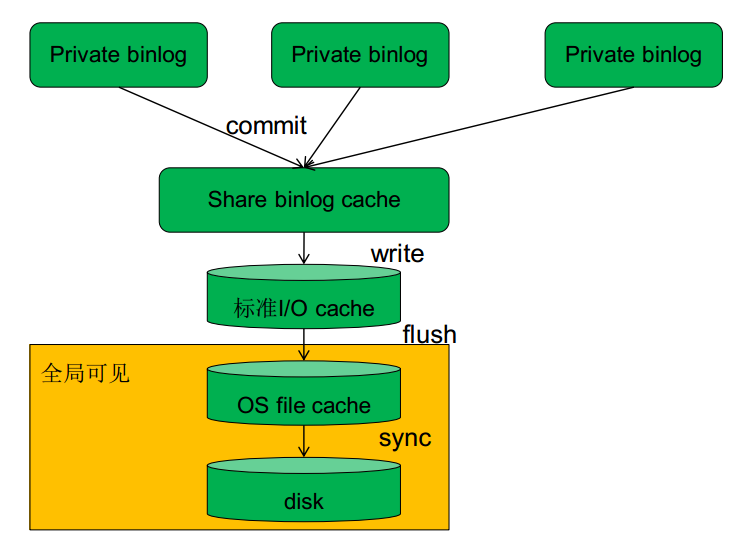 Private binlog
Private binlog
Private binlog
commit
Share binlog cache
write
标准I/O cache
flush
全局可见
OS file cache
sync
disk